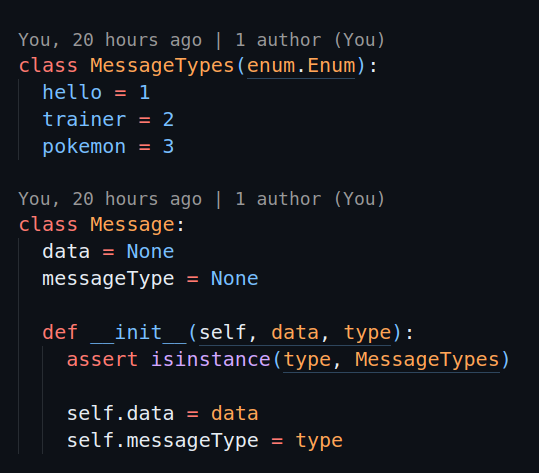 You, 20 hours ago | 1 author (You)
class MessageTypes(enum.Enum):
    hello = 1
    trainer = 2
    pokemon = 3
You, 20 hours ago | 1 author (You)
class Message:
    data = None
    messageType = None
    def __init__(self, data, type):
        assert isinstance(type, MessageTypes)
        self.data = data
        self.messageType = type